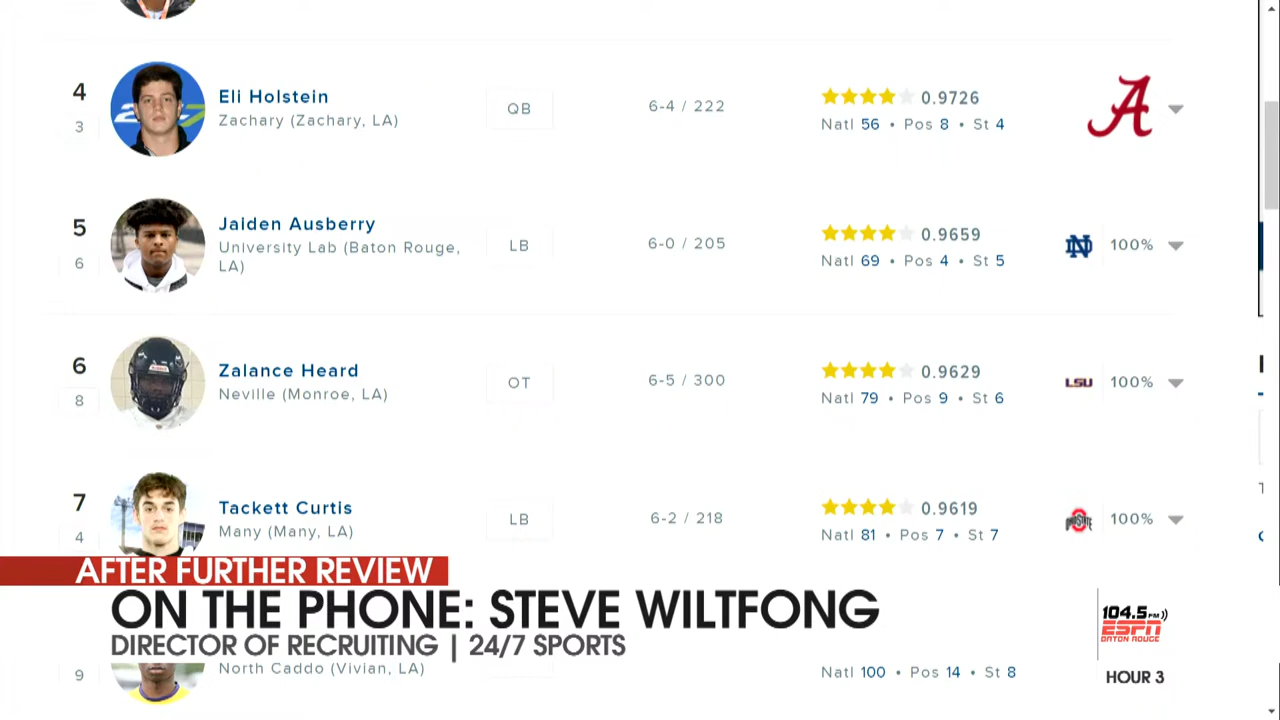 4
3
Eli Holstein
Zachary (Zachary, LA)
QB
6-4 / 222
0.9726
Natl 56 • Pos 8 • St 4
A
5
6
Jaiden Ausberry
University Lab (Baton Rouge,
LA)
LB
6-0 / 205
0.9659
Natl 69 • Pos 4 • St 5
ND
100%
6
8
Zalance Heard
Neville (Monroe, LA)
OT
6-5 / 300
0.9629
Natl 79 • Pos 9 • St 6
LSU
100%
7
4
Tackett Curtis
Many (Many, LA)
LB
6-2 / 218
0.9619
Natl 81 • Pos 7 • St 7
OHIO STATE
100%
AFTER FURTHER REVIEW
ON THE PHONE: STEVE WILTFONG
DIRECTOR OF RECRUITING | 24/7 SPORTS
9
North Caddo (Vivian, LA)
Natl 100 • Pos 14 • St 8
104.5 FM
ESPN
BATON ROUGE
HOUR 3